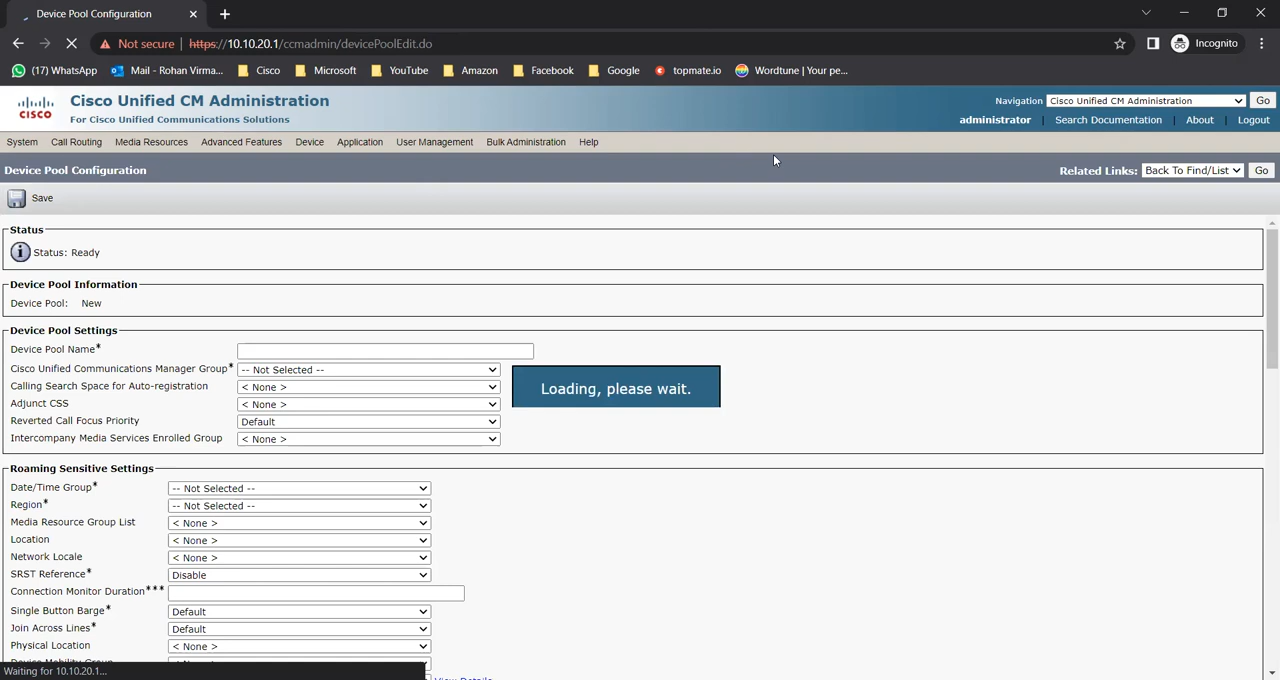 Device Pool Configuration
Not secure | https://10.10.20.1/ccmadmin/devicePoolEdit.do
Incognito
(17) WhatsApp
Mail - Rohan Virma...
Cisco
Microsoft
YouTube
Amazon
Facebook
Google
topmate.io
Wordtune | Your pe...
CISCO
Cisco Unified CM Administration
For Cisco Unified Communications Solutions
Navigation Cisco Unified CM Administration Go
administrator | Search Documentation | About | Logout
System Call Routing Media Resources Advanced Features Device Application User Management Bulk Administration Help
Device Pool Configuration
Related Links: Back To Find/List Go
Save
Status
Status: Ready
Device Pool Information
Device Pool: New
Device Pool Settings
Device Pool Name*
Cisco Unified Communications Manager Group* -- Not Selected --
Calling Search Space for Auto-registration < None >
Adjunct CSS < None >
Reverted Call Focus Priority Default
Intercompany Media Services Enrolled Group < None >
Loading, please wait.
Roaming Sensitive Settings
Date/Time Group* -- Not Selected --
Region* -- Not Selected --
Media Resource Group List < None >
Location < None >
Network Locale < None >
SRST Reference* Disable
Connection Monitor Duration***
Single Button Barge* Default
Join Across Lines* Default
Physical Location < None >
Device Mobility Group
Waiting for 10.10.20.1...
View Details